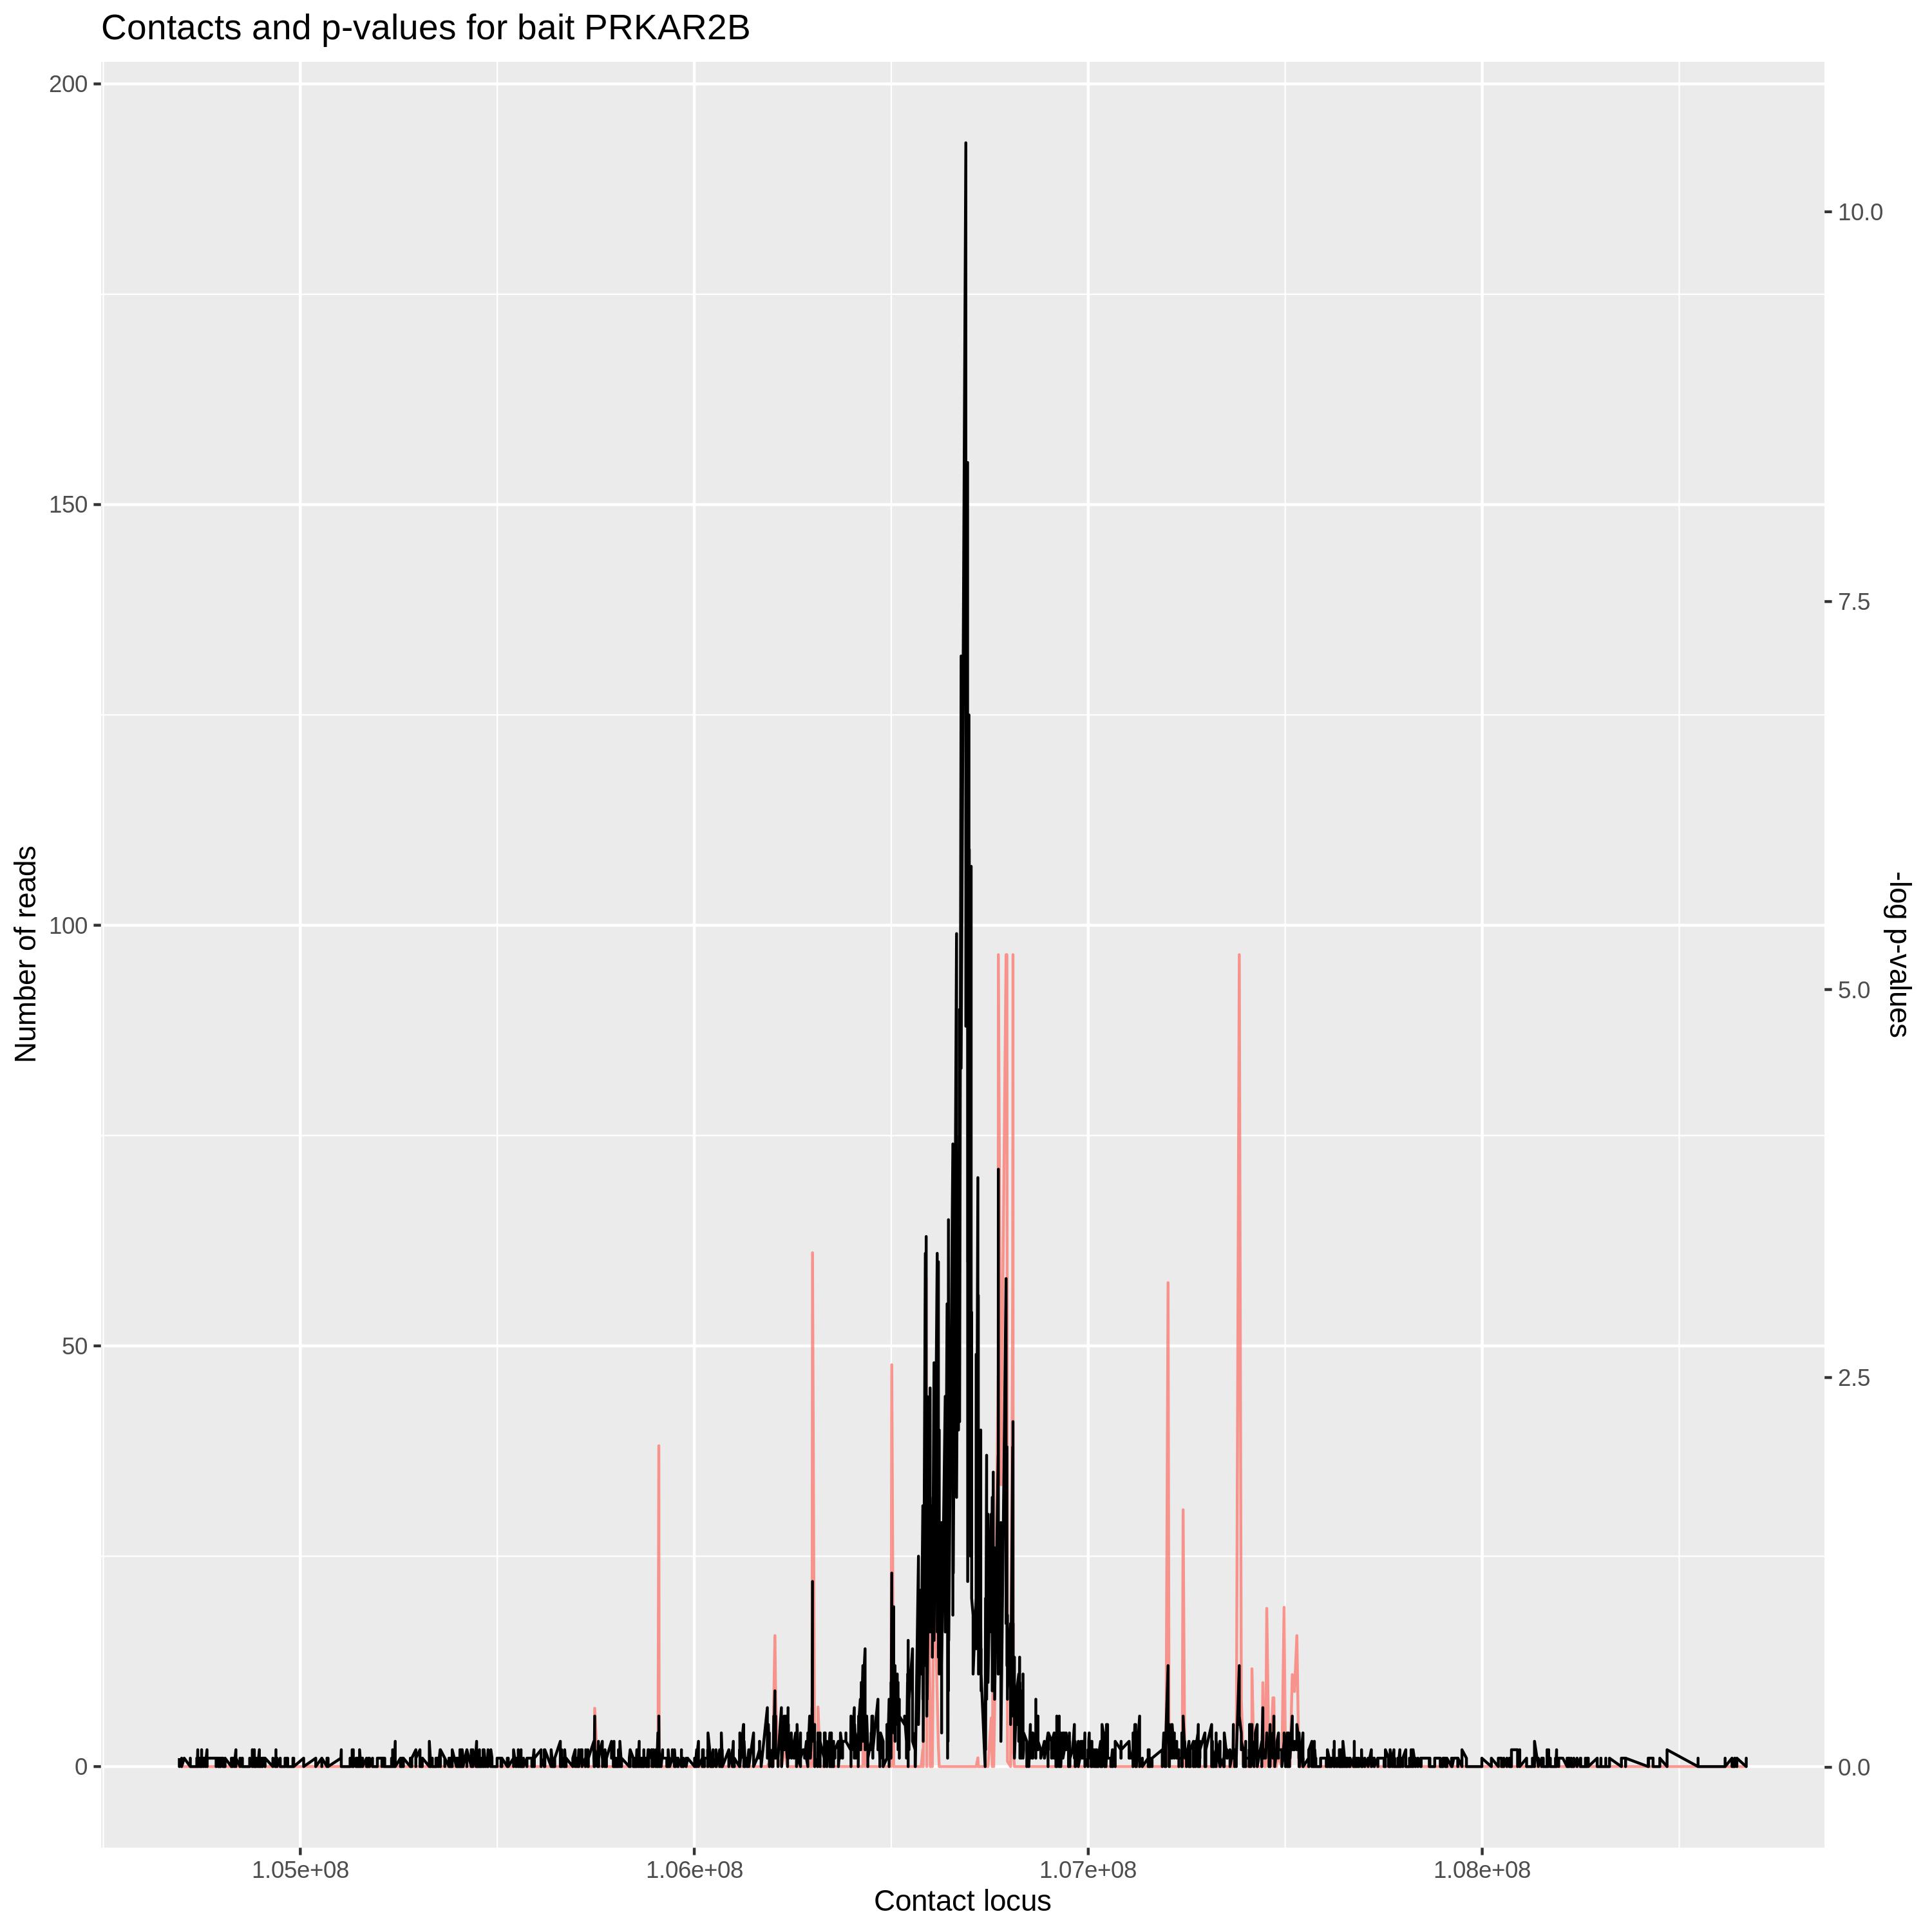 Contacts and p-values for bait PRKAR2B
200
150
100
50
0
Number of reads
10.0
7.5
5.0
2.5
0.0
-log p-values
1.05e+08
1.06e+08
1.07e+08
1.08e+08
Contact locus